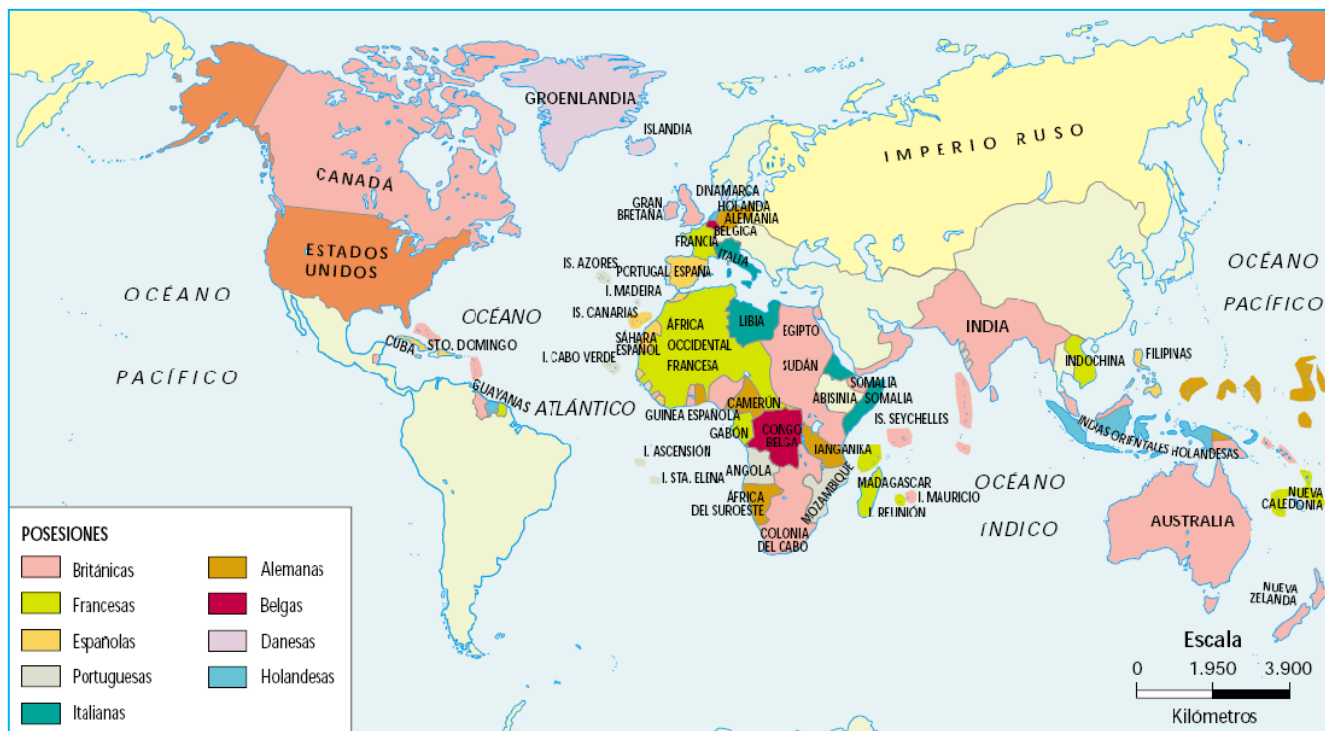 GROENLANDIA
ISLANDIA
IMPERIO RUSO
CANADÁ
DINAMARCA
GRAN
BRETAÑA
HOLANDA
ALEMANIA
BELGICA
FRANCIA
ITALIA
ESTADOS
UNIDOS
IS. AZORES
PORTUGAL
ESPAÑA
I. MADEIRA
OCÉANO
PACÍFICO
OCÉANO
ATLÁNTICO
OCÉANO
PACÍFICO
IS. CANARIAS
ÁFRICA
OCCIDENTAL
FRANCESA
LIBIA
EGIPTO
INDIA
CUBA
STO. DOMINGO
SÁHARA
ESPAÑOL
I. CABO VERDE
SUDÁN
INDOCHINA
FILIPINAS
GUAYANAS
SOMALIA
ABISINIA
SOMALIA
CAMERÚN
GUINEA ESPAÑOLA
GABÓN
CONGO
BELGA
IS. SEYCHELLES
TANGANIKA
INDIAS ORIENTALES HOLANDESAS
I. ASCENSIÓN
ANGOLA
I. STA. ELENA
MOZAMBIQUE
MADAGASCAR
I. MAURICIO
I. REUNIÓN
ÁFRICA
DEL SUROESTE
COLONIA
DEL CABO
OCÉANO
ÍNDICO
NUEVA
CALEDONIA
AUSTRALIA
NUEVA
ZELANDA
POSESIONES
Británicas
Francesas
Españolas
Portuguesas
Italianas
Alemanas
Belgas
Danesas
Holandesas
Escala
0 1.950 3.900
Kilómetros